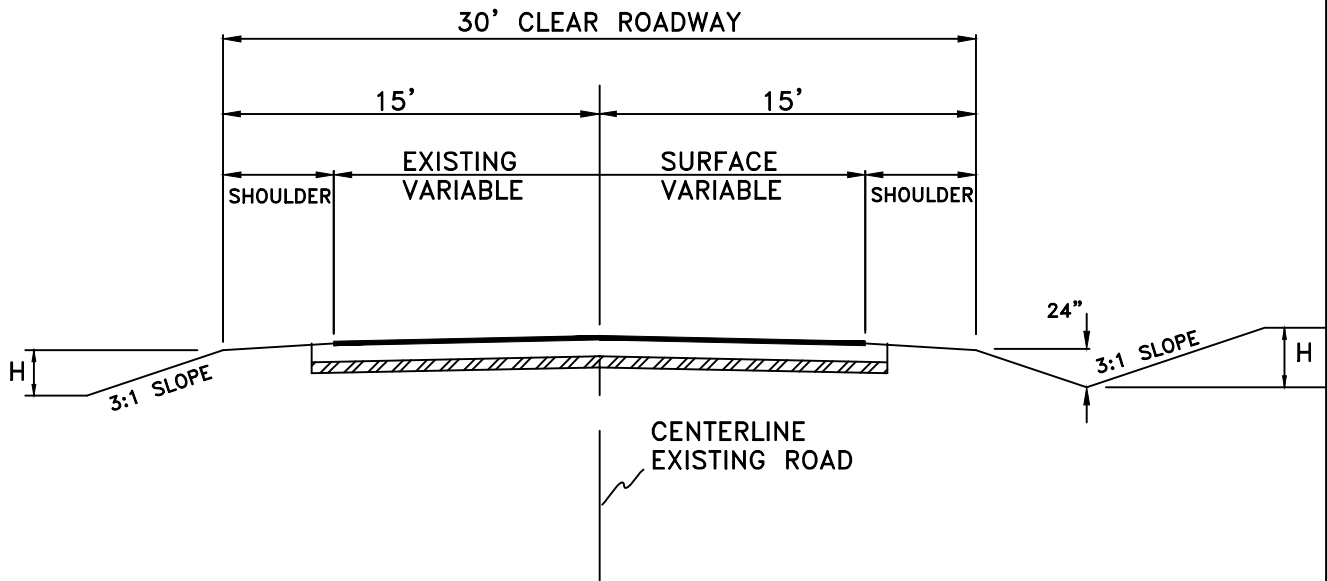 30' CLEAR ROADWAY
15'
15'
EXISTING
VARIABLE
SURFACE
VARIABLE
SHOULDER
SHOULDER
24"
H
3:1 SLOPE
3:1 SLOPE
H
CENTERLINE
EXISTING ROAD